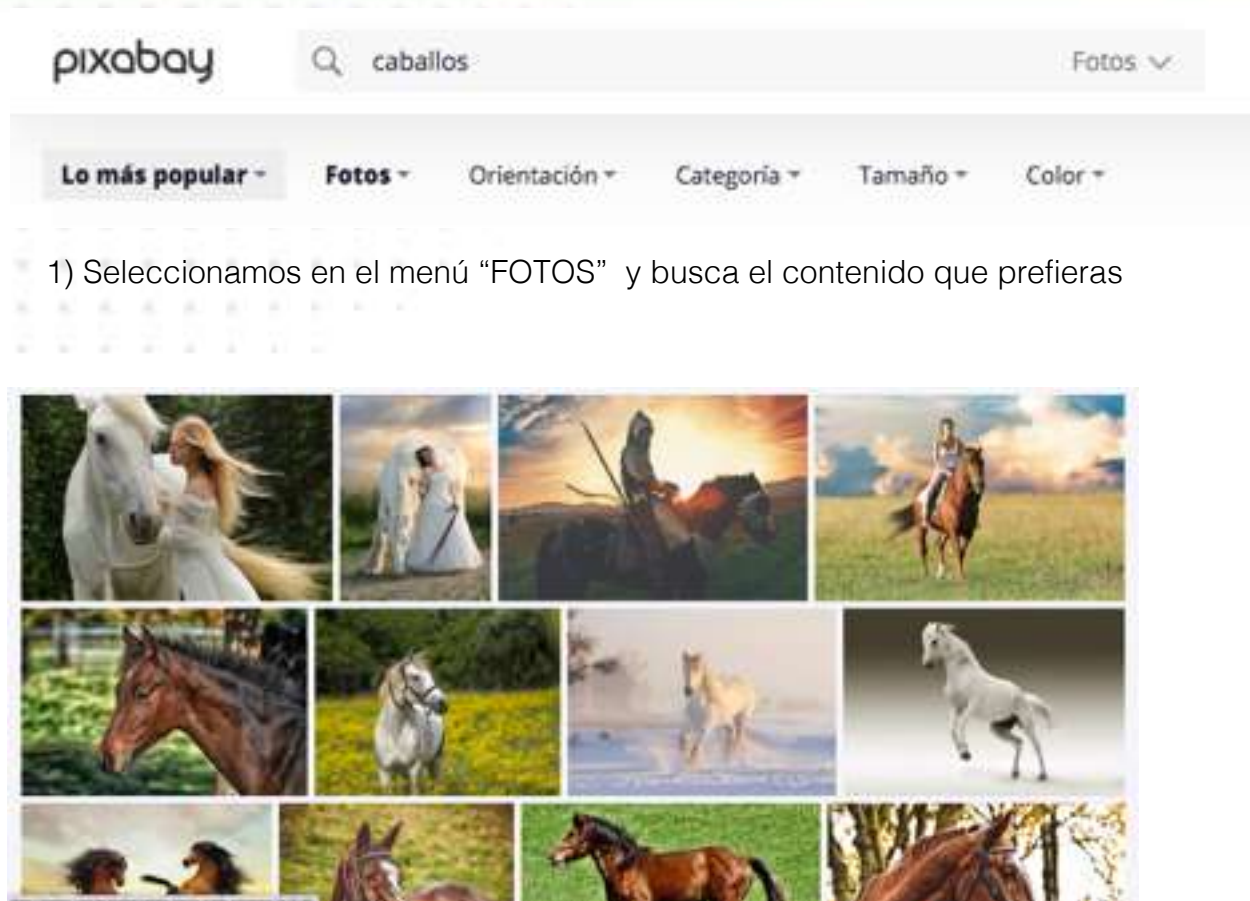 pixabay
caballos
Fotos
Lo más popular
Fotos
Orientación
Categoría
Tamaño
Color
1) Seleccionamos en el menú “FOTOS” y busca el contenido que prefieras